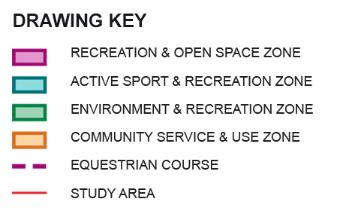 DRAWING KEY
RECREATION & OPEN SPACE ZONE
ACTIVE SPORT & RECREATION ZONE
ENVIRONMENT & RECREATION ZONE
COMMUNITY SERVICE & USE ZONE
EQUESTRIAN COURSE
STUDY AREA